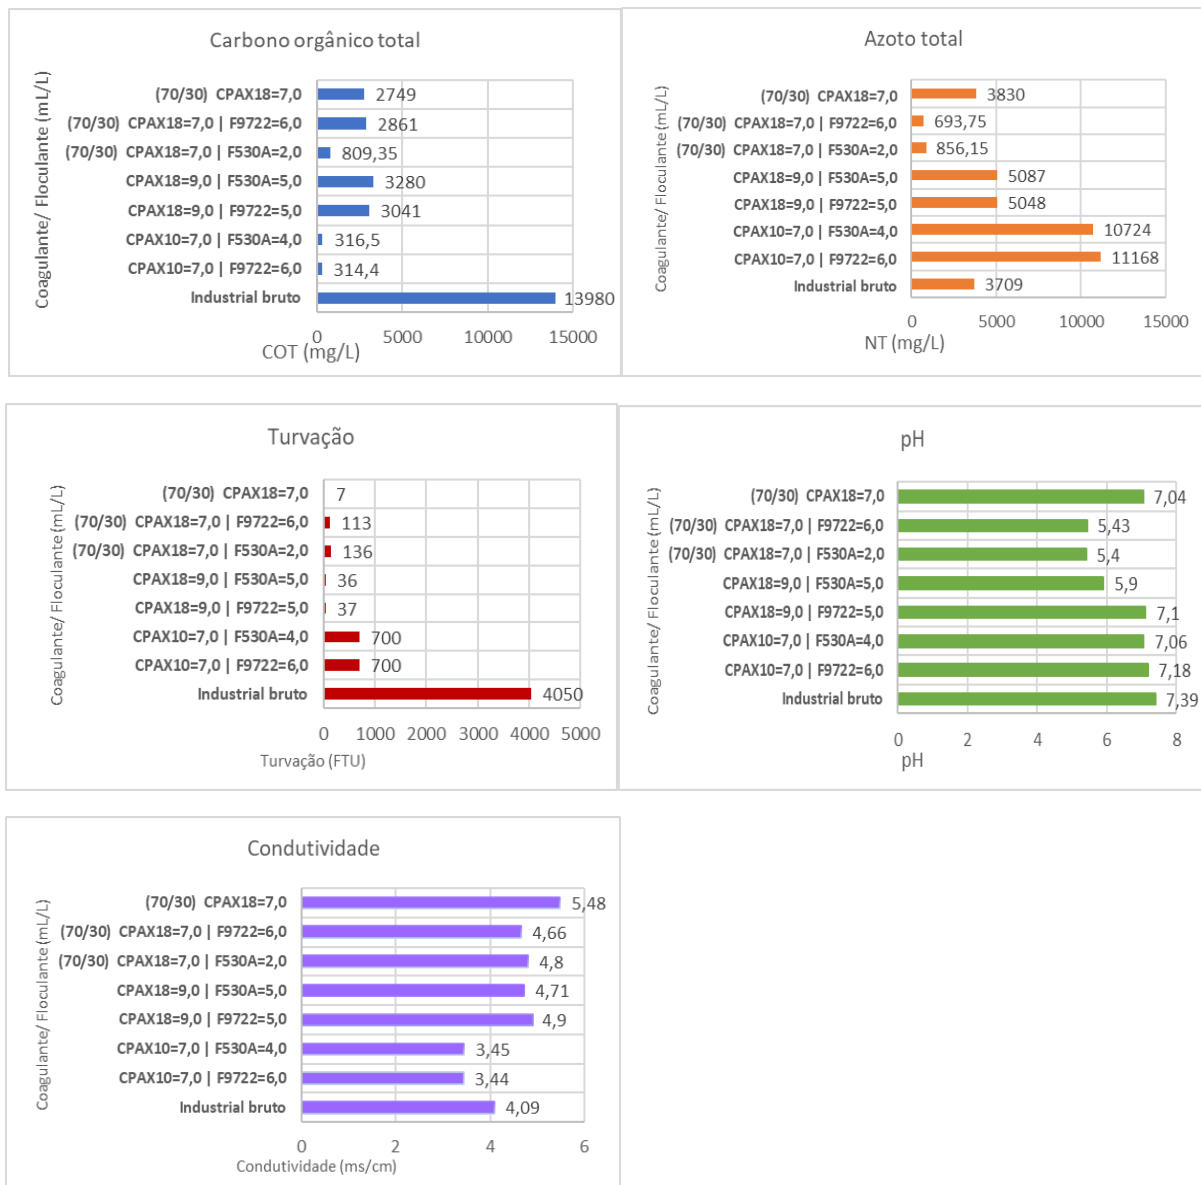 Carbono orgânico total
Coagulante/ Floculante (mL/L)
(70/30) CPAX18=7,0 2749
(70/30) CPAX18=7,0 | F9722=6,0 2861
(70/30) CPAX18=7,0 | F530A=2,0 809,35
CPAX18=9,0 | F530A=5,0 3280
CPAX18=9,0 | F9722=5,0 3041
CPAX10=7,0 | F530A=4,0 316,5
CPAX10=7,0 | F9722=6,0 314,4
Industrial bruto 13980
0 5000 10000 15000
COT (mg/L)
Azoto total
Coagulante/ Floculante (mL/L)
(70/30) CPAX18=7,0 3830
(70/30) CPAX18=7,0 | F9722=6,0 693,75
(70/30) CPAX18=7,0 | F530A=2,0 856,15
CPAX18=9,0 | F530A=5,0 5087
CPAX18=9,0 | F9722=5,0 5048
CPAX10=7,0 | F530A=4,0 10724
CPAX10=7,0 | F9722=6,0 11168
Industrial bruto 3709
0 5000 10000 15000
NT (mg/L)
Turvação
Coagulante/ Floculante (mL/L)
(70/30) CPAX18=7,0 7
(70/30) CPAX18=7,0 | F9722=6,0 113
(70/30) CPAX18=7,0 | F530A=2,0 136
CPAX18=9,0 | F530A=5,0 36
CPAX18=9,0 | F9722=5,0 37
CPAX10=7,0 | F530A=4,0 700
CPAX10=7,0 | F9722=6,0 700
Industrial bruto 4050
0 1000 2000 3000 4000 5000
Turvação (FTU)
pH
Coagulante/ Floculante (mL/L)
(70/30) CPAX18=7,0 7,04
(70/30) CPAX18=7,0 | F9722=6,0 5,43
(70/30) CPAX18=7,0 | F530A=2,0 5,4
CPAX18=9,0 | F530A=5,0 5,9
CPAX18=9,0 | F9722=5,0 7,1
CPAX10=7,0 | F530A=4,0 7,06
CPAX10=7,0 | F9722=6,0 7,18
Industrial bruto 7,39
0 2 4 6 8
pH
Condutividade
Coagulante/ Floculante (mL/L)
(70/30) CPAX18=7,0 5,48
(70/30) CPAX18=7,0 | F9722=6,0 4,66
(70/30) CPAX18=7,0 | F530A=2,0 4,8
CPAX18=9,0 | F530A=5,0 4,71
CPAX18=9,0 | F9722=5,0 4,9
CPAX10=7,0 | F530A=4,0 3,45
CPAX10=7,0 | F9722=6,0 3,44
Industrial bruto 4,09
0 2 4 6
Condutividade (ms/cm)